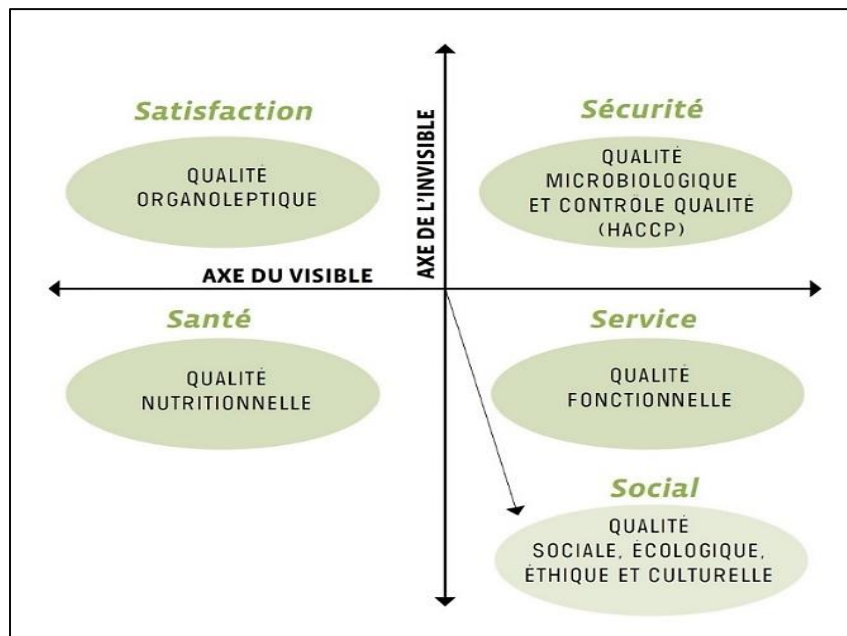 Satisfaction
QUALITÉ
ORGANOLEPTIQUE
AXE DE L'INVISIBLE
Sécurité
QUALITÉ
MICROBIOLOGIQUE
ET CONTRÔLE QUALITÉ
(HACCP)
AXE DU VISIBLE
Santé
QUALITÉ
NUTRITIONNELLE
Service
QUALITÉ
FONCTIONNELLE
Social
QUALITÉ
SOCIALE, ÉCOLOGIQUE,
ÉTHIQUE ET CULTURELLE